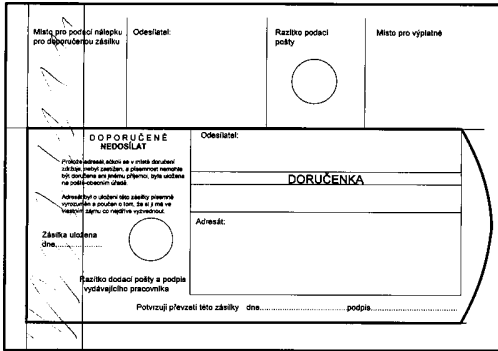 Místo pro podací nálepku
pro doporučenou zásilku
Odesílatel:
Razítko podací
pošty
Místo pro výplatné
DOPORUČENĚ
NEDOSÍLAT
Protože adresát, ačkoli se v místě doručení
zdržuje, nebyl zastižen, a písemnost nemohla
být doručena ani jinému příjemci, byla uložena
na poště-obecním úřadě.
Adresát byl o uložení této zásilky písemně
vyrozuměn a poučen o tom, že si ji má ve
vlastním zájmu co nejdříve vyzvednout.
Zásilka uložena
dne...............
Razítko dodací pošty a podpis
vydávajícího pracovníka
Odesílatel:
DORUČENKA
Adresát:
Potvrzuji převzetí této zásilky dne........................podpis........................